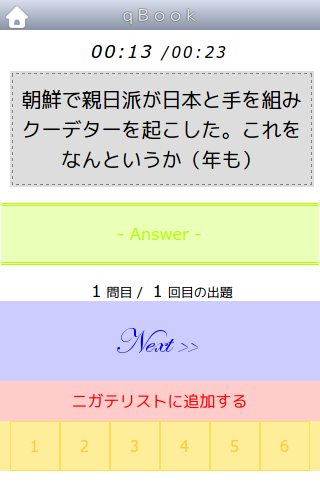 qBook
00:13 /00:23
朝鮮で親日派が日本と手を組み
クーデターを起こした。これを
なんというか（年も）
- Answer -
1 問目 / 1 回目の出題
Next >>
ニガテリストに追加する
1 2 3 4 5 6